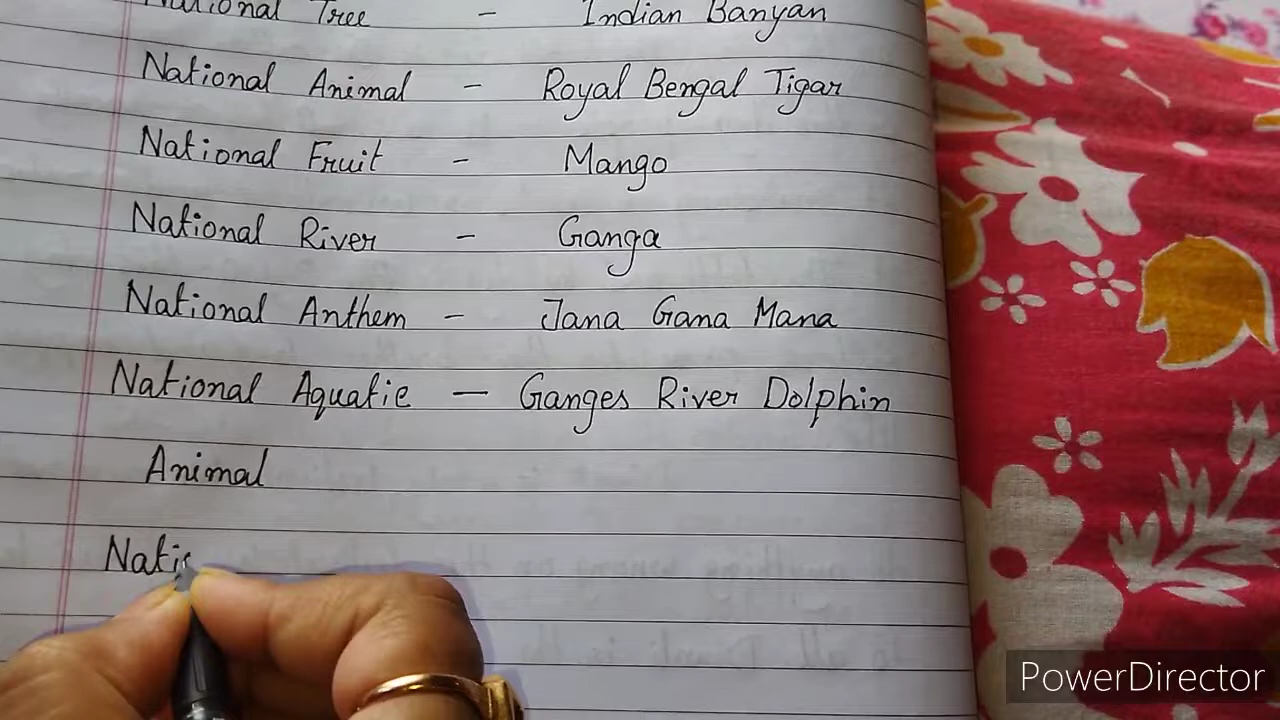 National Tree - Indian Banyan
National Animal - Royal Bengal Tigar
National Fruit - Mango
National River - Ganga
National Anthem - Jana Gana Mana
National Aquatic — Ganges River Dolphin
Animal
Natio
PowerDirector